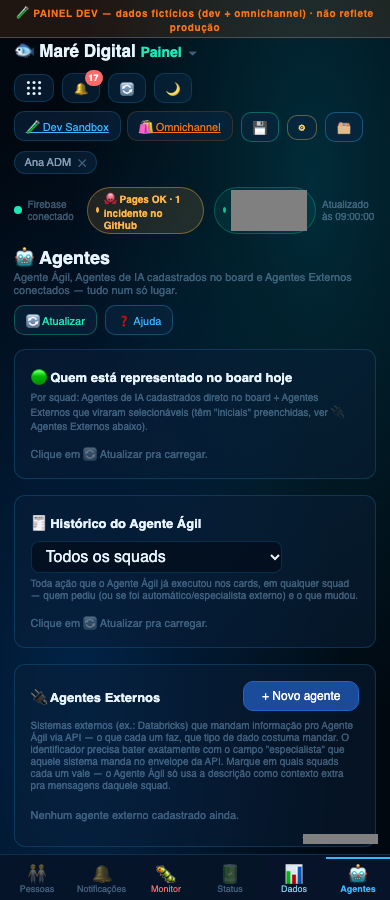 PAINEL DEV — dados fictícios (dev + omnichannel) · não reflete
produção
Maré Digital Painel
17
Dev Sandbox
Omnichannel
Ana ADM ×
Firebase
conectado
Pages OK · 1
incidente no
GitHub
Atualizado
às 09:00:00
Agentes
Agente Ágil, Agentes de IA cadastrados no board e Agentes Externos
conectados — tudo num só lugar.
Atualizar
Ajuda
Quem está representado no board hoje
Por squad: Agentes de IA cadastrados direto no board + Agentes
Externos que viraram selecionáveis (têm "iniciais" preenchidas, ver
Agentes Externos abaixo).
Clique em Atualizar pra carregar.
Histórico do Agente Ágil
Todos os squads
Toda ação que o Agente Ágil já executou nos cards, em qualquer squad
— quem pediu (ou se foi automático/especialista externo) e o que mudou.
Clique em Atualizar pra carregar.
Agentes Externos
+ Novo agente
Sistemas externos (ex.: Databricks) que mandam informação pro Agente
Ágil via API — o que cada um faz, que tipo de dado costuma mandar. O
identificador precisa bater exatamente com o campo "especialista" que
aquele sistema manda no envelope da API. Marque em quais squads
cada um vale — o Agente Ágil só usa a descrição como contexto extra
pra mensagens daquele squad.
Nenhum agente externo cadastrado ainda.
Pessoas
Notificações
Monitor
Status
Dados
Agentes